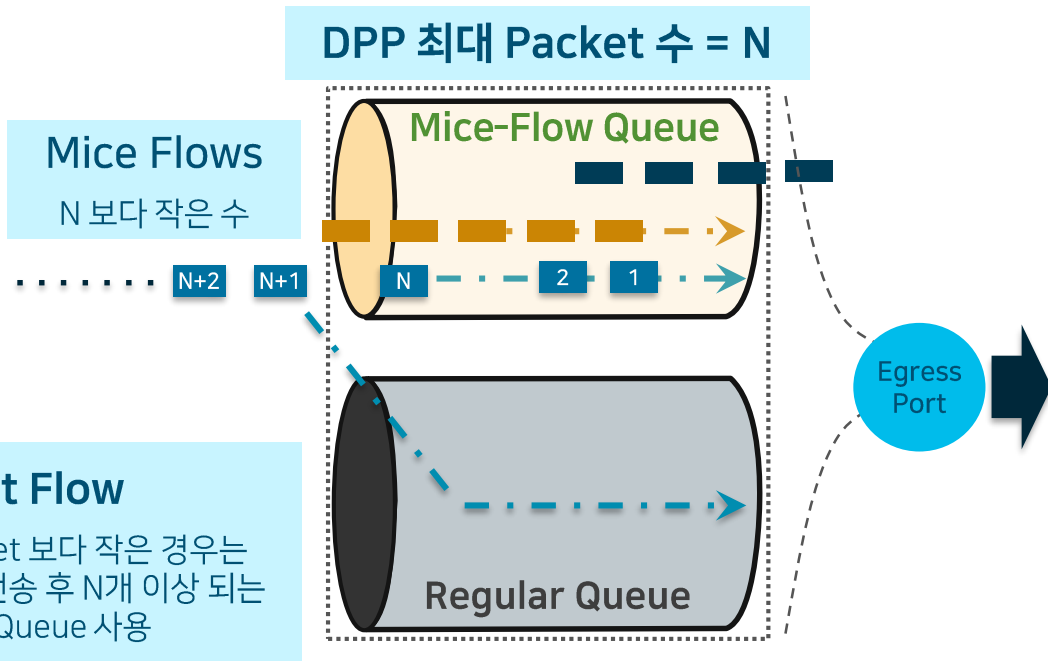 DPP 최대 Packet 수 = N
Mice-Flow Queue
Mice Flows
N 보다 작은 수
N+2
N+1
N
2
1
Egress
Port
t Flow
et 보다 작은 경우는
전송 후 N개 이상 되는
Queue 사용
Regular Queue